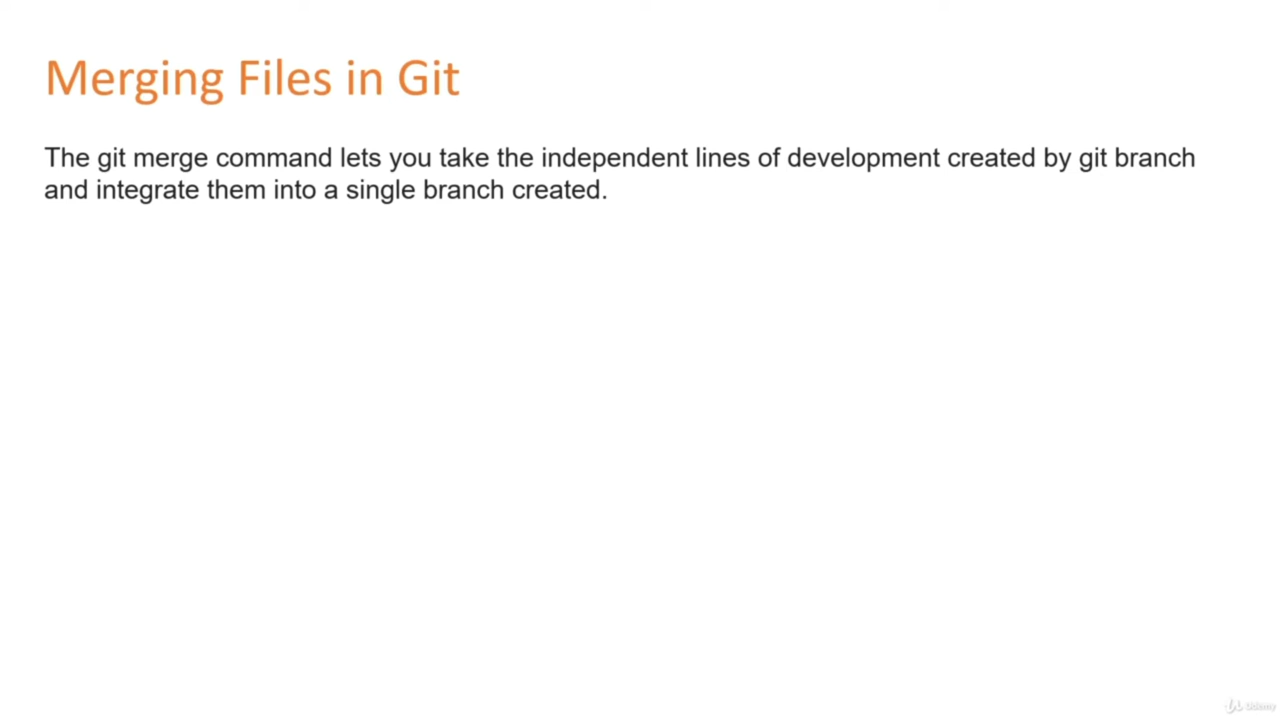 Merging Files in Git
The git merge command lets you take the independent lines of development created by git branch
and integrate them into a single branch created.
Udemy